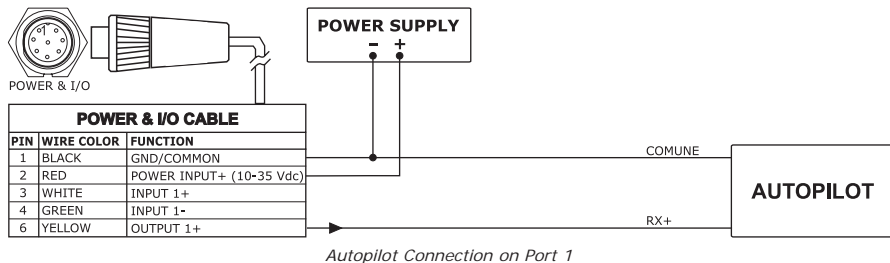 POWER SUPPLY
- +
1
POWER & I/O
POWER & I/O CABLE
PIN WIRE COLOR FUNCTION
1 BLACK GND/COMMON
2 RED POWER INPUT+ (10-35 Vdc)
3 WHITE INPUT 1+
4 GREEN INPUT 1-
6 YELLOW OUTPUT 1+
COMUNE
RX+
AUTOPILOT
Autopilot Connection on Port 1